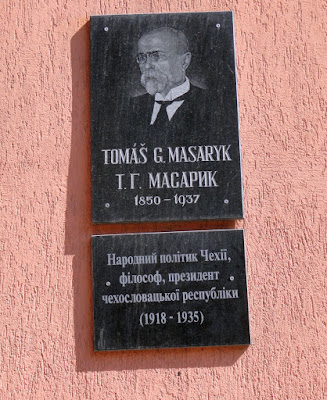 TOMÁŠ G. MASARYK
Т. Г. МАСАРИК
1850 – 1937
Народний політик Чехії,
філософ, президент
чехословацької республіки
(1918 - 1935)